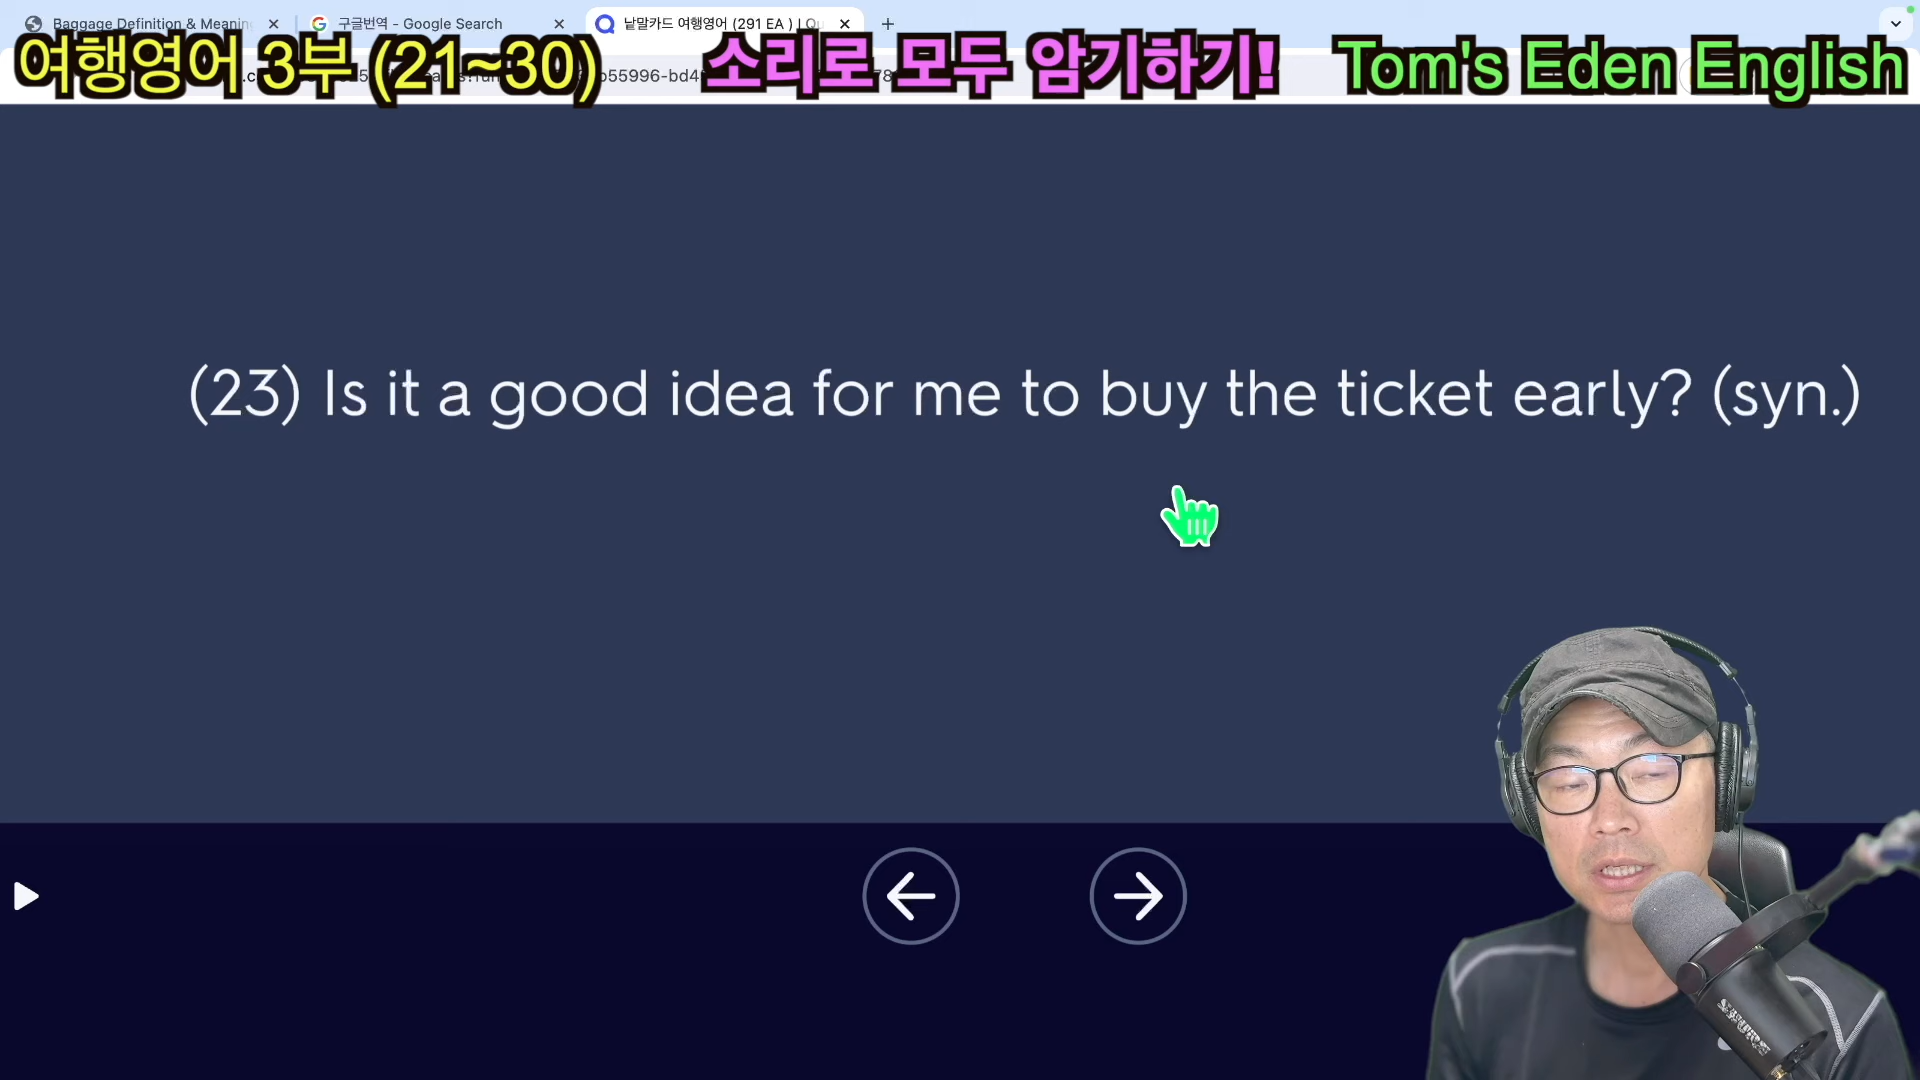 Baggage Definition & Meanin
구글번역 - Google Search
낱말카드 여행영어 (291 EA ) | Qu
여행영어 3부 (21~30)
소리로 모두 암기하기!
Tom's Eden English
(23) Is it a good idea for me to buy the ticket early? (syn.)
SHURE